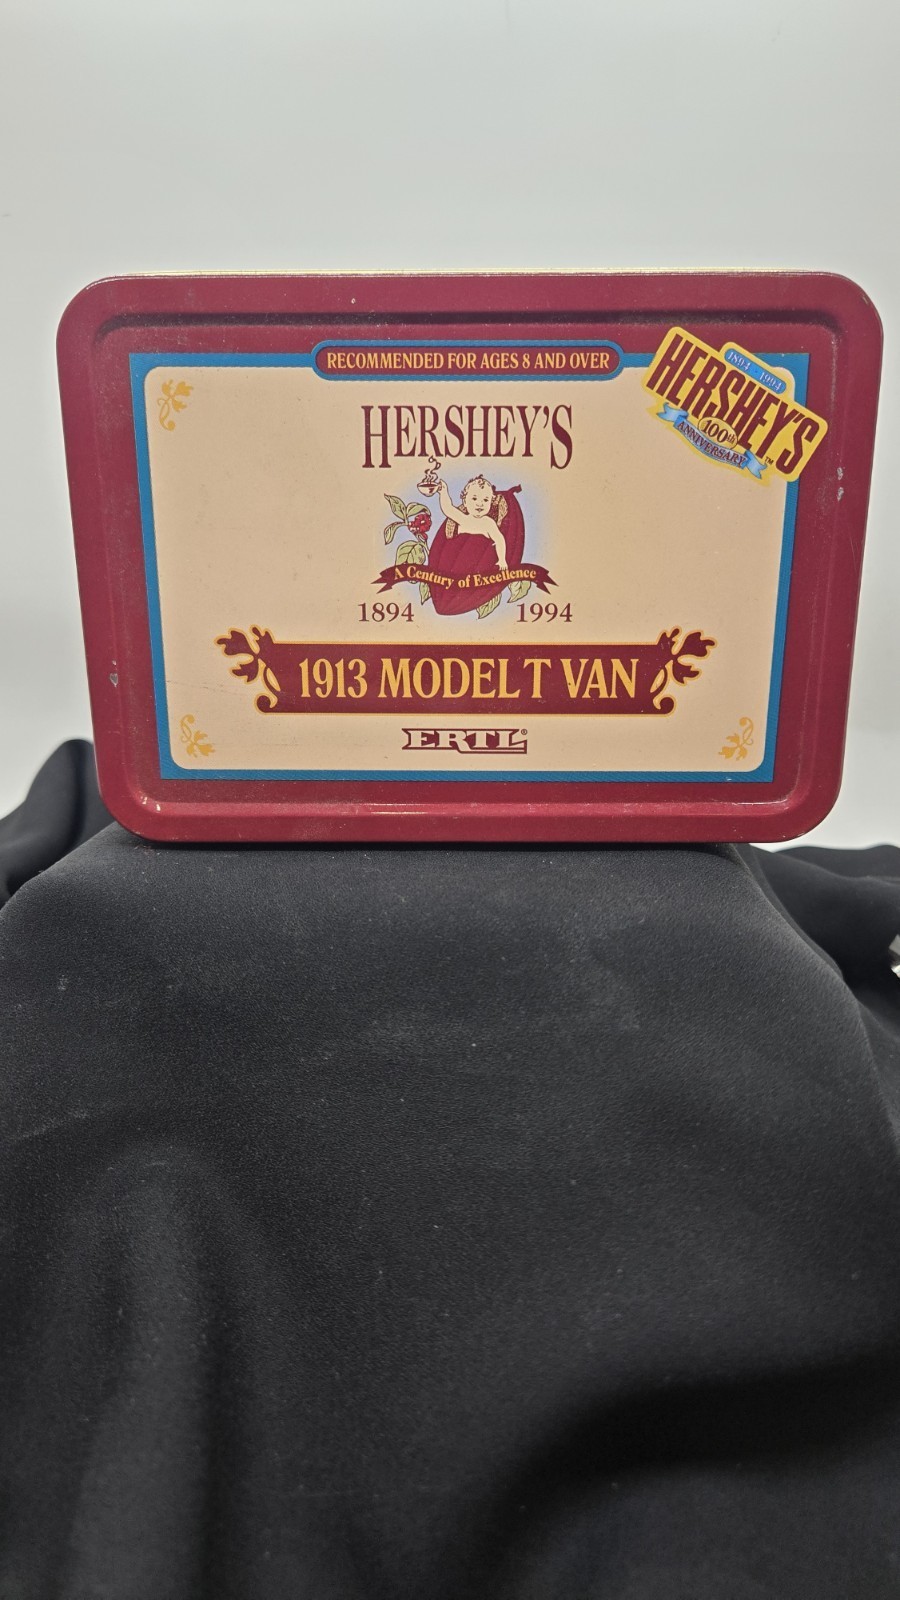 RECOMMENDED FOR AGES 8 AND OVER
1894 - 1994
HERSHEY'S
100th
ANNIVERSARY
™
HERSHEY'S
A Century of Excellence
1894 1994
1913 MODEL T VAN
ERTL®